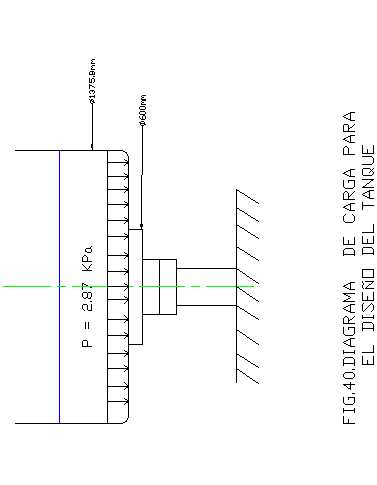 ø1375.8mm
ø600mm
P = 2.87 KPa
FIG.40.DIAGRAMA DE CARGA PARA
EL DISEÑO DEL TANQUE